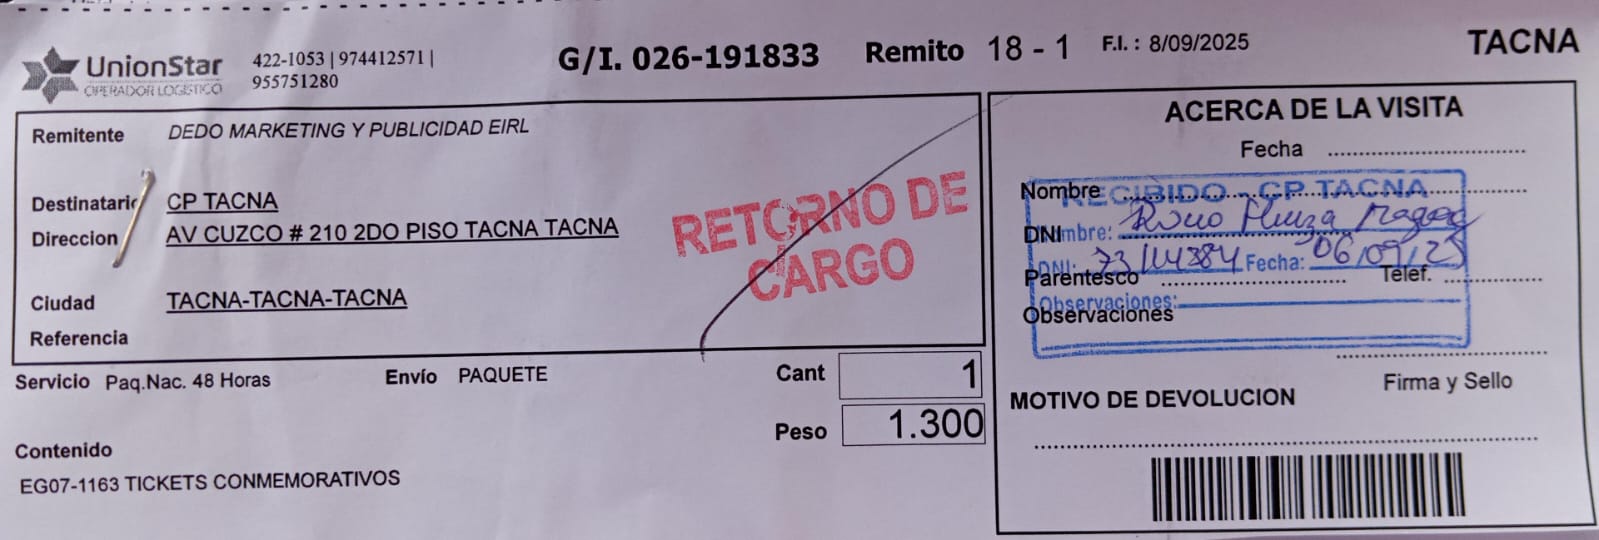 UnionStar
OPERADOR LOGISTICO
422-1053 | 974412571 |
955751280
G/I. 026-191833
Remito 18 - 1
F.I. : 8/09/2025
TACNA
Remitente DEDO MARKETING Y PUBLICIDAD EIRL
Destinatario CP TACNA
Direccion AV CUZCO # 210 2DO PISO TACNA TACNA
Ciudad TACNA-TACNA-TACNA
Referencia
RETORNO DE
CARGO
Servicio Paq.Nac. 48 Horas
Envío PAQUETE
Cant 1
Peso 1.300
Contenido
EG07-1163 TICKETS CONMEMORATIVOS
ACERCA DE LA VISITA
Fecha
Nombre
RECIBIDO - CP TACNA
DNI
Nombre:
DNI: Fecha:
Parentesco Telef.
Observaciones:
Observaciones
Firma y Sello
MOTIVO DE DEVOLUCION